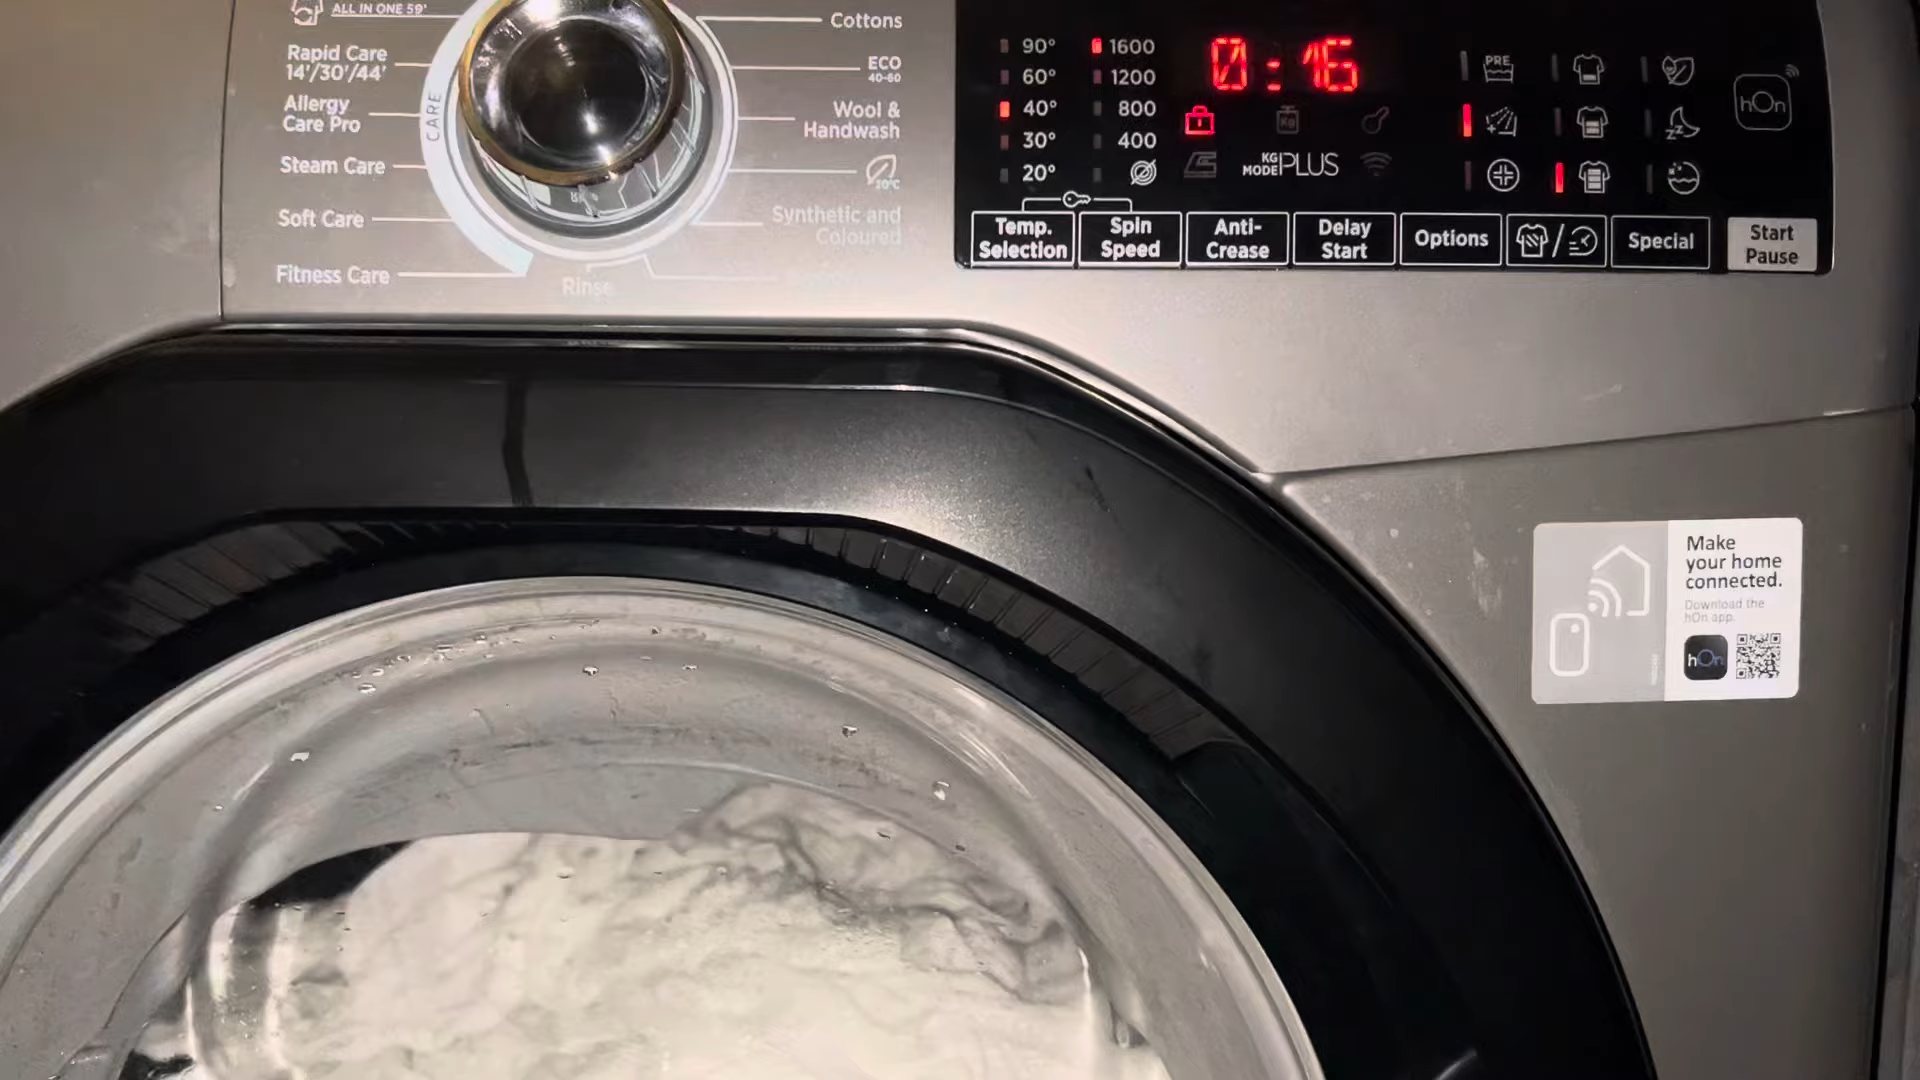 ALL IN ONE 59'
Rapid Care
14'/30'/44'
Allergy
Care Pro
Steam Care
Soft Care
Fitness Care
CARE
Rinse
Cottons
ECO
40-60
Wool &
Handwash
20°C
Synthetic and
Coloured
90°
60°
40°
30°
20°
1600
1200
800
400
0:16
Kg
KG
MODE PLUS
PRE
zZZ
hOn
Temp.
Selection
Spin
Speed
Anti-
Crease
Delay
Start
Options
/
Special
Start
Pause
Make
your home
connected.
Download the
hOn app.
hOn